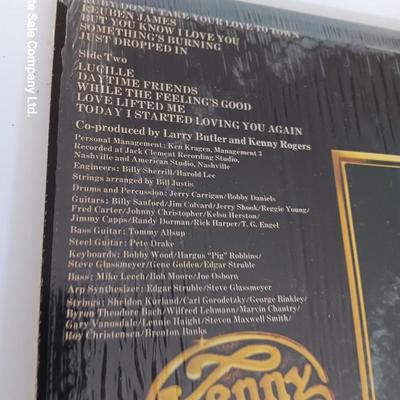 RUBY, DON'T TAKE YOUR LOVE TO TOWN
REUBEN JAMES
BUT YOU KNOW I LOVE YOU
SOMETHING'S BURNING
JUST DROPPED IN
Side Two
LUCILLE
DAYTIME FRIENDS
WHILE THE FEELING'S GOOD
LOVE LIFTED ME
TODAY I STARTED LOVING YOU AGAIN
Co-produced by Larry Butler and Kenny Rogers
Personal Management: Ken Kragen, Management 3
Recorded at Jack Clement Recording Studio,
Nashville and American Studio, Nashville
Engineers: Billy Sherrill/Harold Lee
Strings arranged by Bill Justis
Drums and Percussion: Jerry Carrigan/Bobby Daniels
Guitars: Billy Sanford/Jim Colvard/Jerry Shook/Reggie Young/
Fred Carter/Johnny Christopher/Kelso Herston/
Jimmy Capps/Randy Dorman/Rick Harper/T. G. Engel
Bass Guitar: Tommy Allsup
Steel Guitar: Pete Drake
Keyboards: Bobby Wood/Hargus "Pig" Robbins/
Steve Glassmeyer/Gene Golden/Edgar Struble
Bass: Mike Leech/Bob Moore/Joe Osborn
Arp Synthesizer: Edgar Struble/Steve Glassmeyer
Strings: Sheldon Kurland/Carl Gorodetzky/George Binkley/
Byron Theodore Bach/Wilfred Lehmann/Marvin Chantry/
Gary Vanosdale/Lennie Haight/Steven Maxwell Smith/
Roy Christensen/Brenton Banks
Kenny
te Sale Company Ltd.